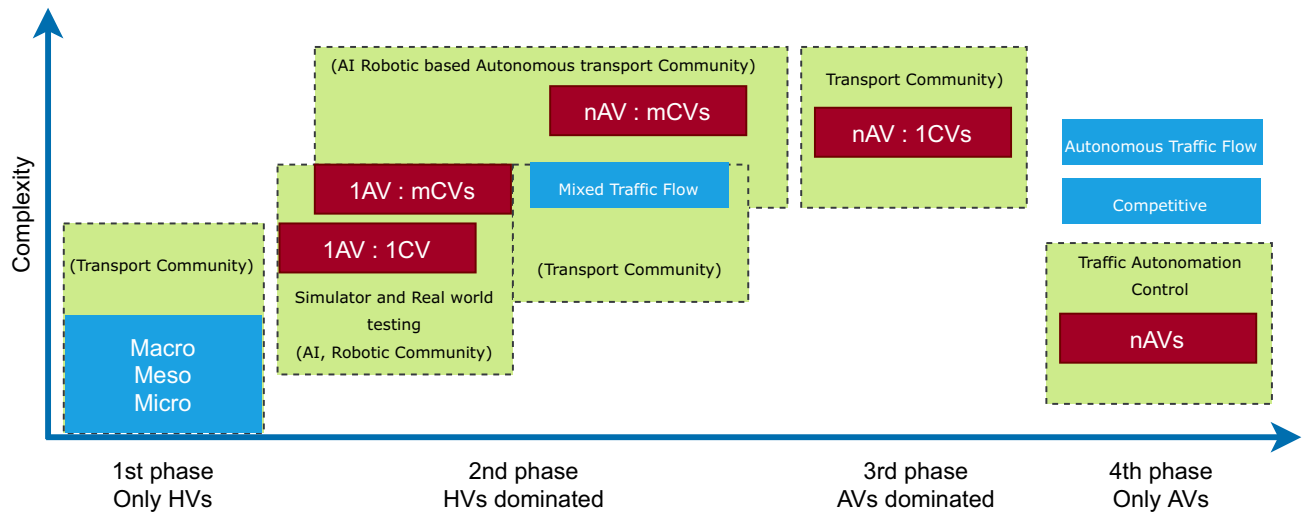 Complexity
(Transport Community)
Macro
Meso
Micro
(AI Robotic based Autonomous transport Community)
nAV : mCVs
1AV : mCVs
Mixed Traffic Flow
1AV : 1CV
(Transport Community)
Simulator and Real world
testing
(AI, Robotic Community)
Transport Community)
nAV : 1CVs
Autonomous Traffic Flow
Competitive
Traffic Autonomation
Control
nAVs
1st phase
Only HVs
2nd phase
HVs dominated
3rd phase
AVs dominated
4th phase
Only AVs